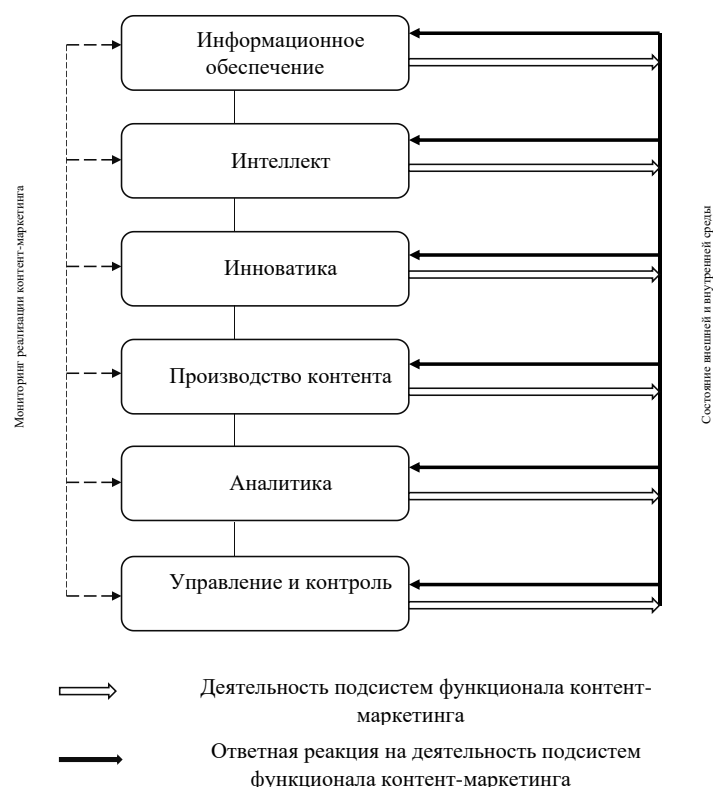 Информационное
обеспечение
Интеллект
Инноватика
Производство контента
Аналитика
Управление и контроль
Мониторинг реализации контент-маркетинга
Состояние внешней и внутренней среды
Деятельность подсистем функционала контент-
маркетинга
Ответная реакция на деятельность подсистем
функционала контент-маркетинга